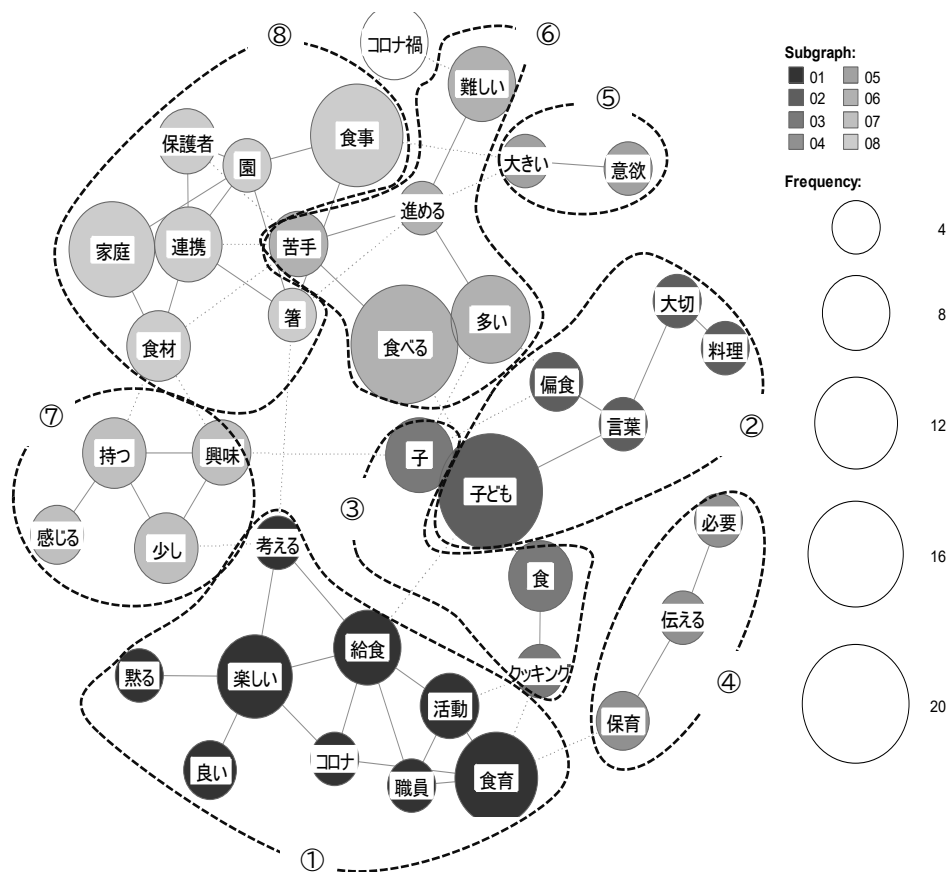 ⑧
コロナ禍
⑥
難しい
⑤
保護者
園
食事
大きい
意欲
家庭
連携
苦手
進める
箸
食材
食べる
多い
大切
料理
偏食
言葉
②
⑦
持つ
興味
子
子ども
③
感じる
少し
考える
食
必要
伝える
④
黙る
楽しい
給食
クッキング
活動
保育
良い
コロナ
職員
食育
①
Subgraph:
01 05
02 06
03 07
04 08
Frequency:
4
8
12
16
20